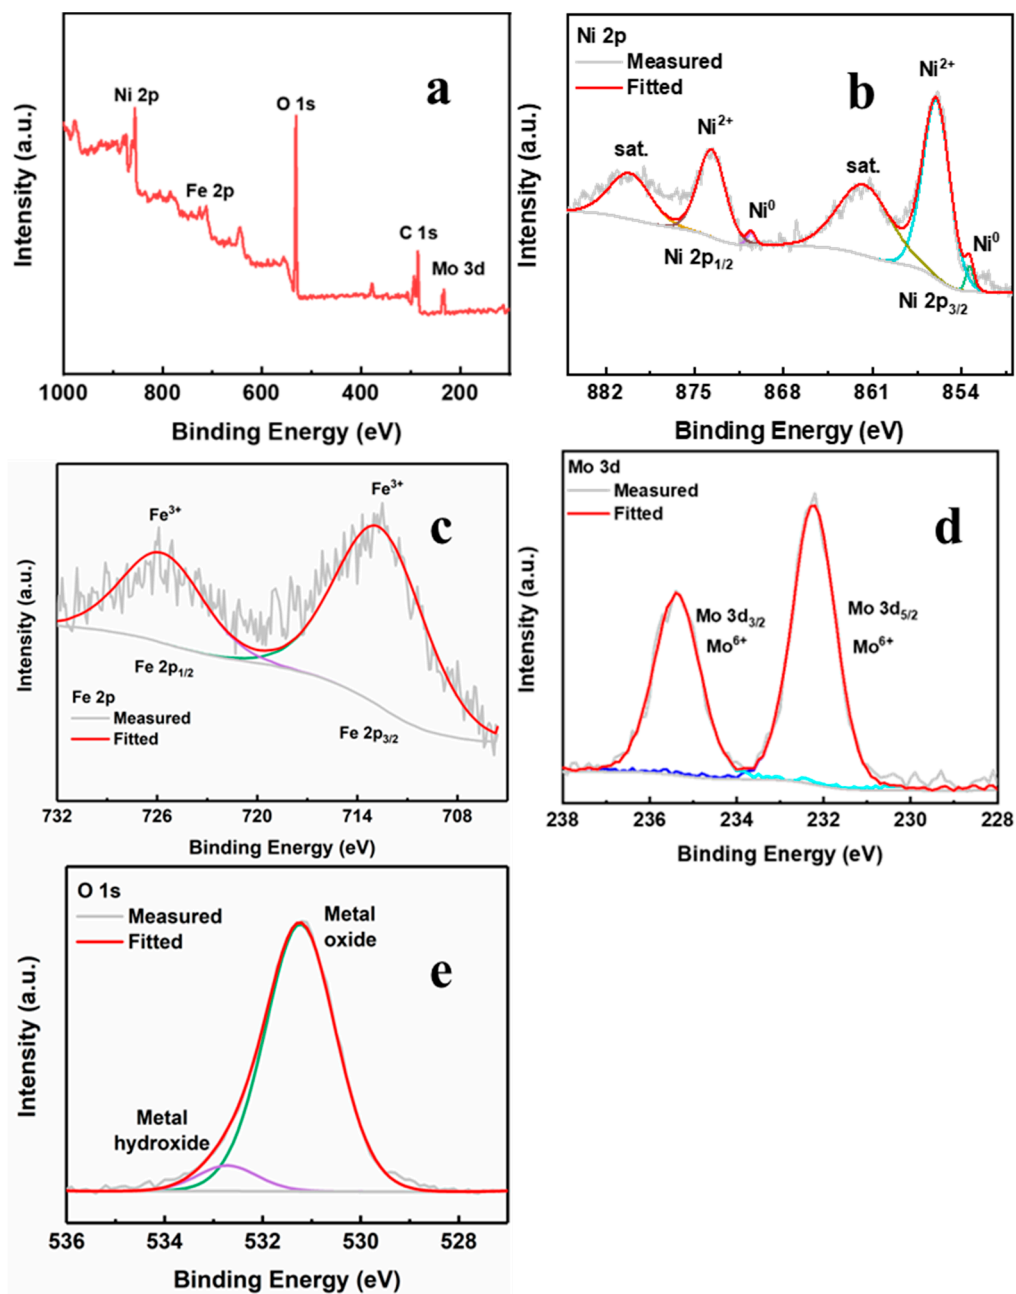 a
Ni 2p
O 1s
Fe 2p
C 1s
Mo 3d
Intensity (a.u.)
1000 800 600 400 200
Binding Energy (eV)
Ni 2p
Measured
Fitted
b
Ni²⁺
Ni²⁺
sat.
sat.
Ni⁰
Ni⁰
Ni 2p₁/₂
Ni 2p₃/₂
Intensity (a.u.)
882 875 868 861 854
Binding Energy (eV)
Fe³⁺
Fe³⁺
c
Fe 2p₁/₂
Fe 2p
Measured
Fitted
Fe 2p₃/₂
Intensity (a.u.)
732 726 720 714 708
Binding Energy (eV)
Mo 3d
Measured
Fitted
d
Mo 3d₃/₂
Mo⁶⁺
Mo 3d₅/₂
Mo⁶⁺
Intensity (a.u.)
238 236 234 232 230 228
Binding Energy (eV)
O 1s
Measured
Fitted
Metal
oxide
e
Metal
hydroxide
Intensity (a.u.)
536 534 532 530 528
Binding Energy (eV)